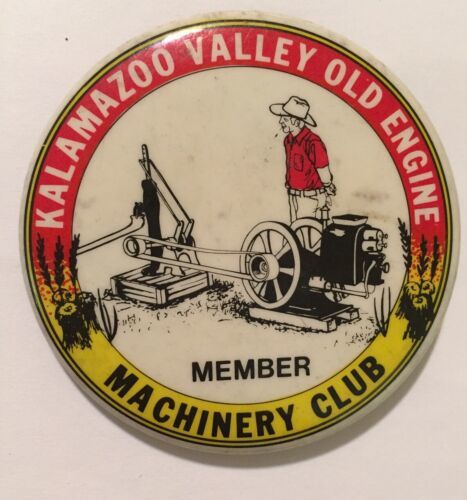 KALAMAZOO VALLEY OLD ENGINE
MEMBER
MACHINERY CLUB